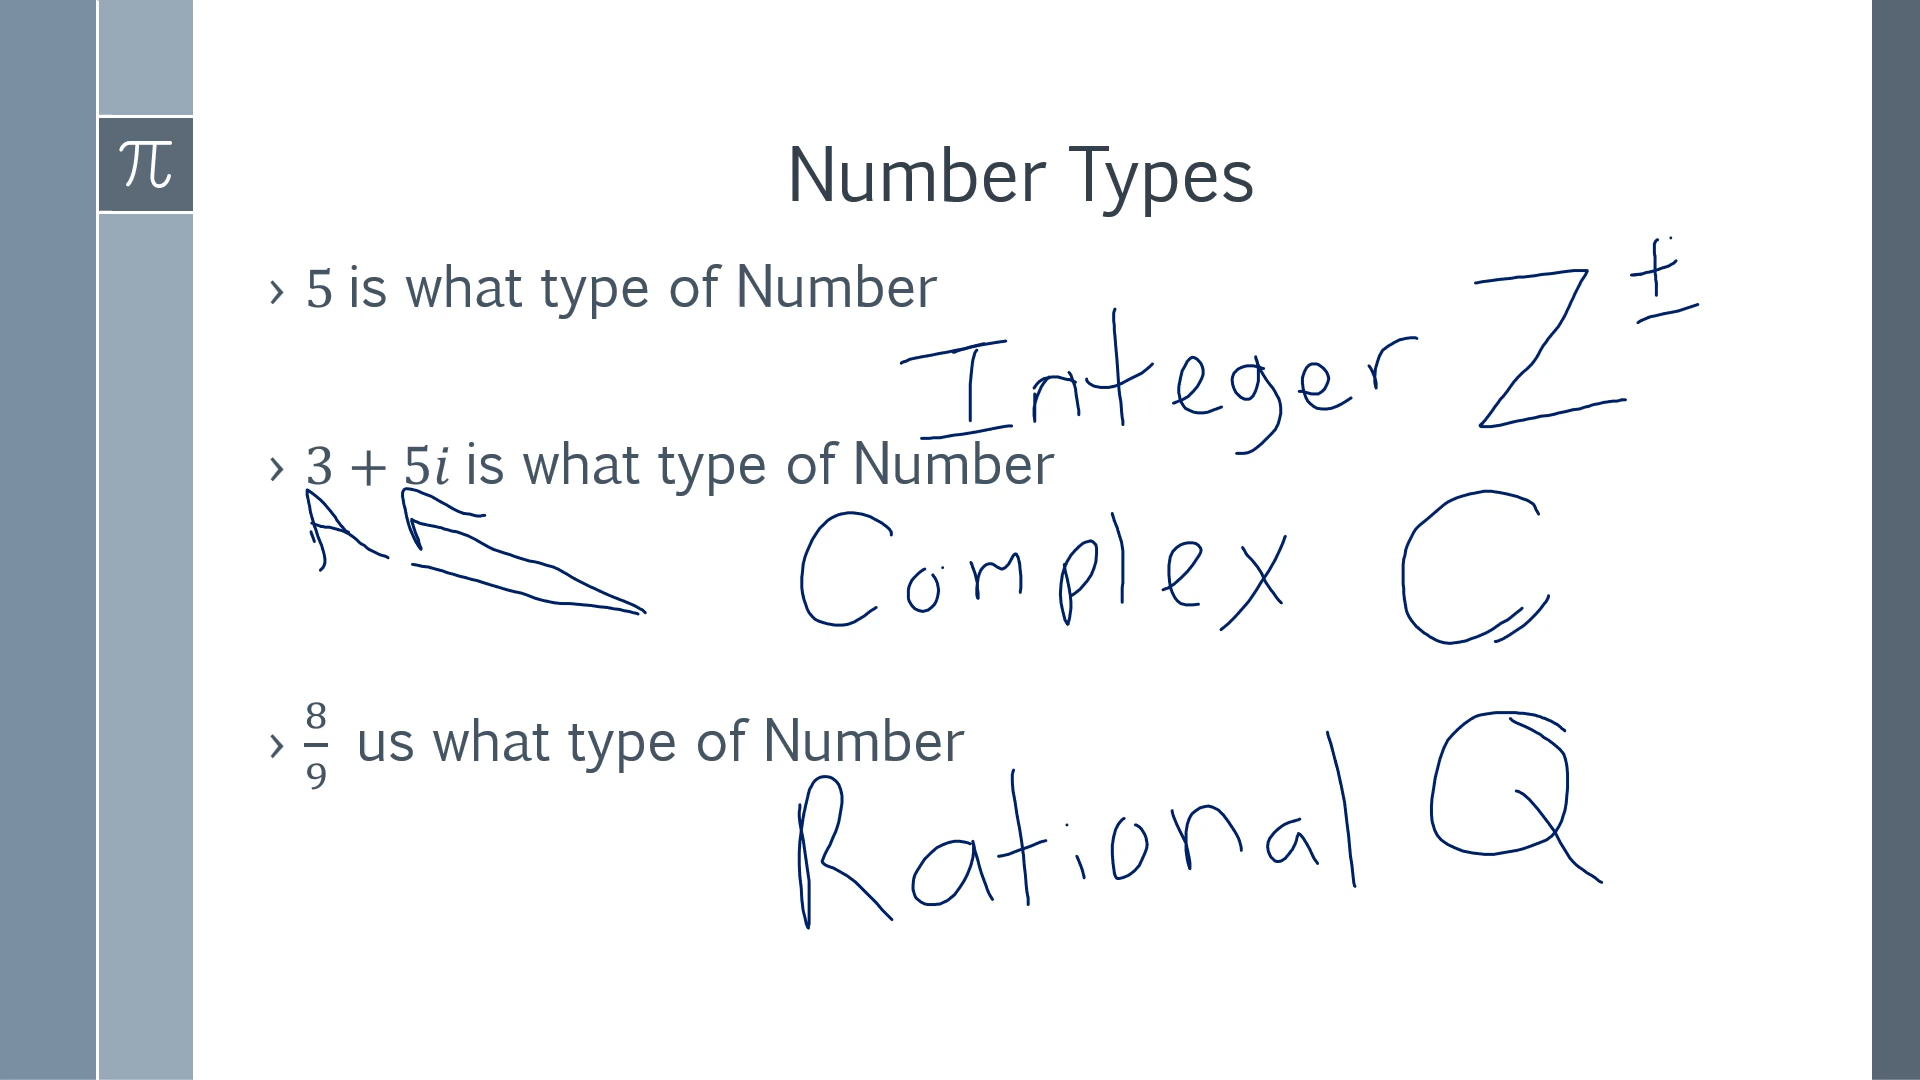 π
Number Types
› 5 is what type of Number
Integer Z ±
› 3 + 5i is what type of Number
Complex C
› 8/9 us what type of Number
Rational Q